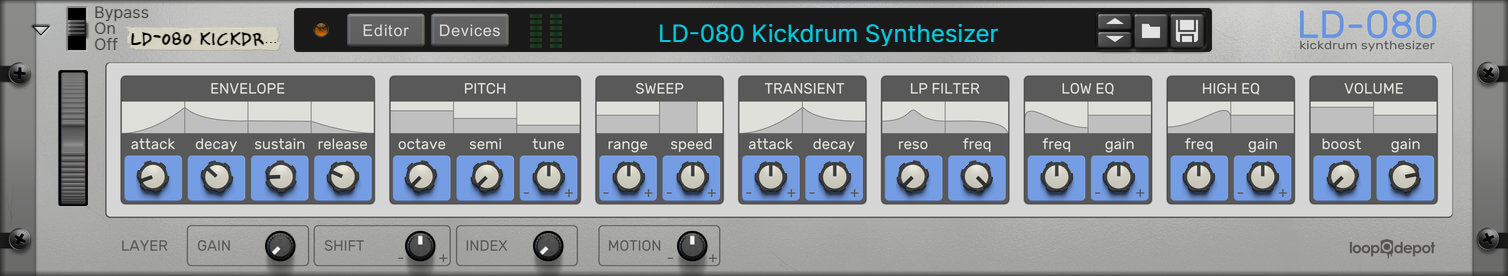 Bypass
On
Off
LD-080 KICKDR...
Editor
Devices
LD-080 Kickdrum Synthesizer
LD-080
kickdrum synthesizer
ENVELOPE
attack decay sustain release
PITCH
octave semi tune
- +
SWEEP
range speed
- + - +
TRANSIENT
attack decay
- + - +
LP FILTER
reso freq
LOW EQ
freq gain
- +
HIGH EQ
freq gain
- +
VOLUME
boost gain
LAYER
GAIN
SHIFT
- +
INDEX
MOTION
- +
loopdepot